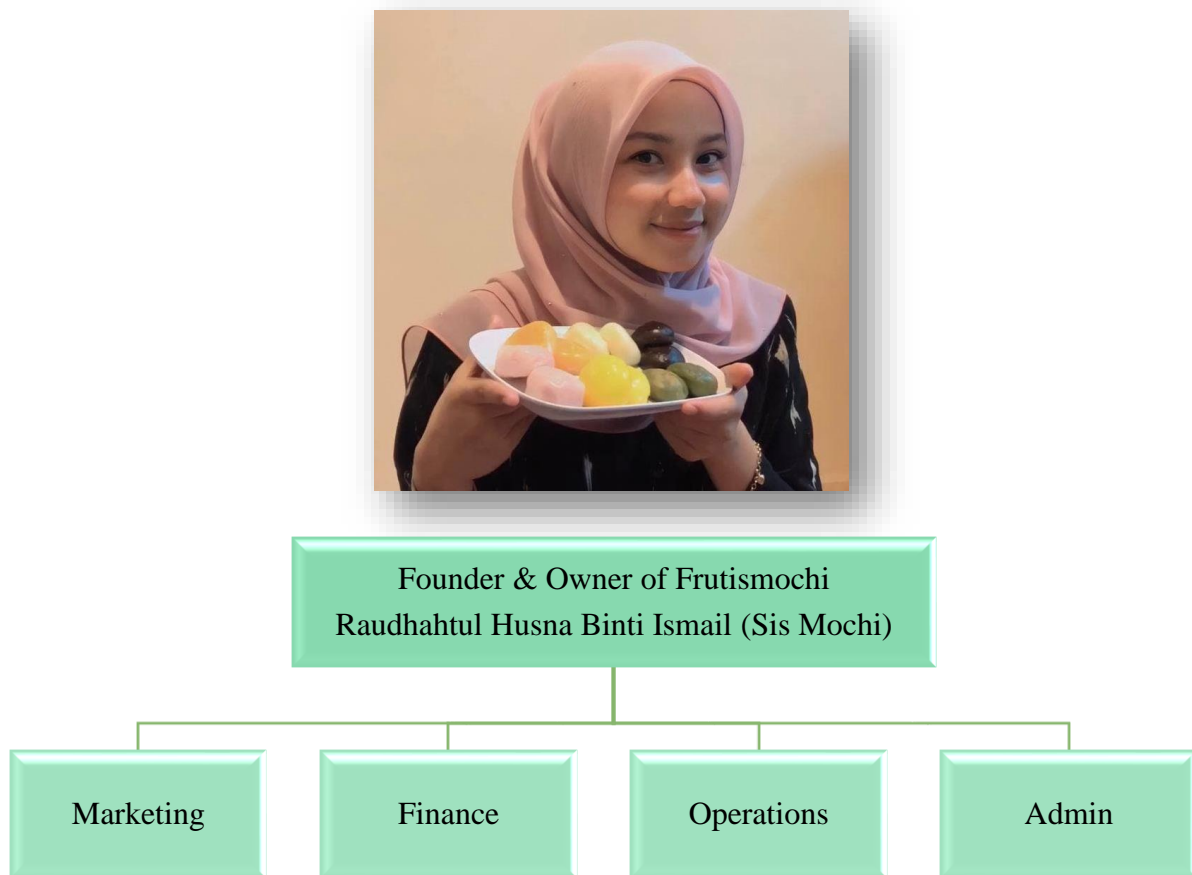 Founder & Owner of Frutismochi
Raudhahtul Husna Binti Ismail (Sis Mochi)
Marketing
Finance
Operations
Admin